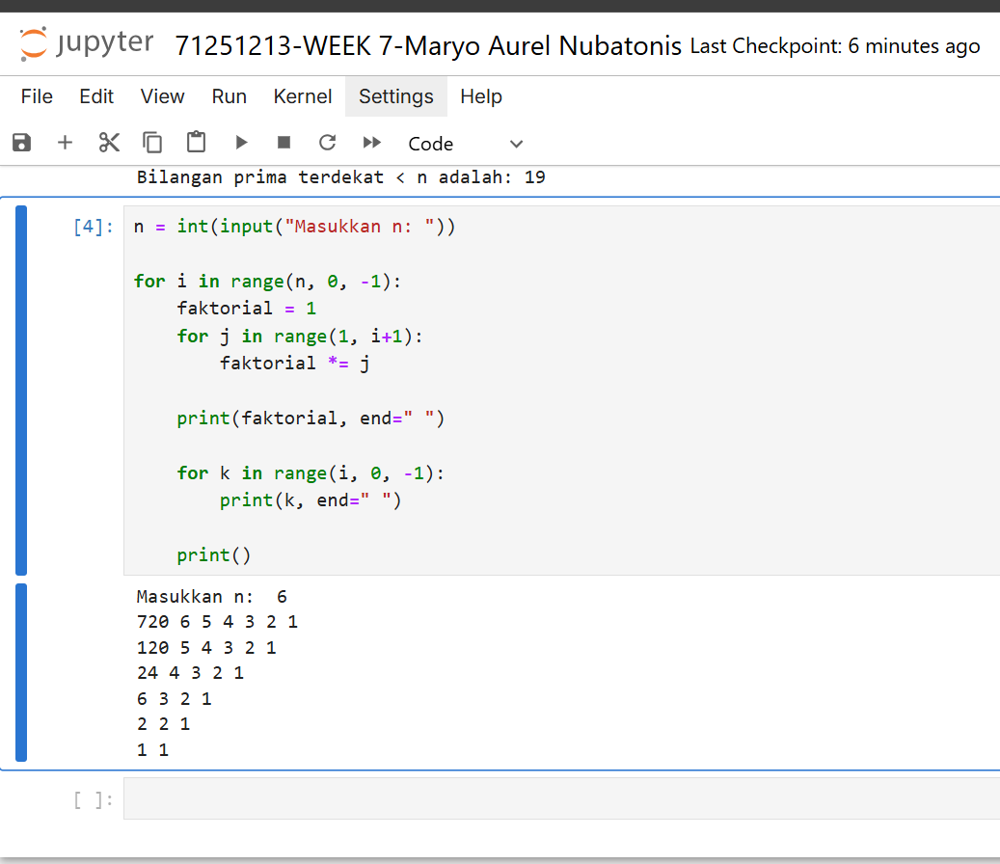 jupyter 71251213-WEEK 7-Maryo Aurel Nubatonis Last Checkpoint: 6 minutes ago
File Edit View Run Kernel Settings Help
Code
Bilangan prima terdekat < n adalah: 19
[4]: n = int(input("Masukkan n: "))
for i in range(n, 0, -1):
    faktorial = 1
    for j in range(1, i+1):
        faktorial *= j
    print(faktorial, end=" ")
    for k in range(i, 0, -1):
        print(k, end=" ")
    print()
Masukkan n:  6
720 6 5 4 3 2 1
120 5 4 3 2 1
24 4 3 2 1
6 3 2 1
2 2 1
1 1
[ ]: